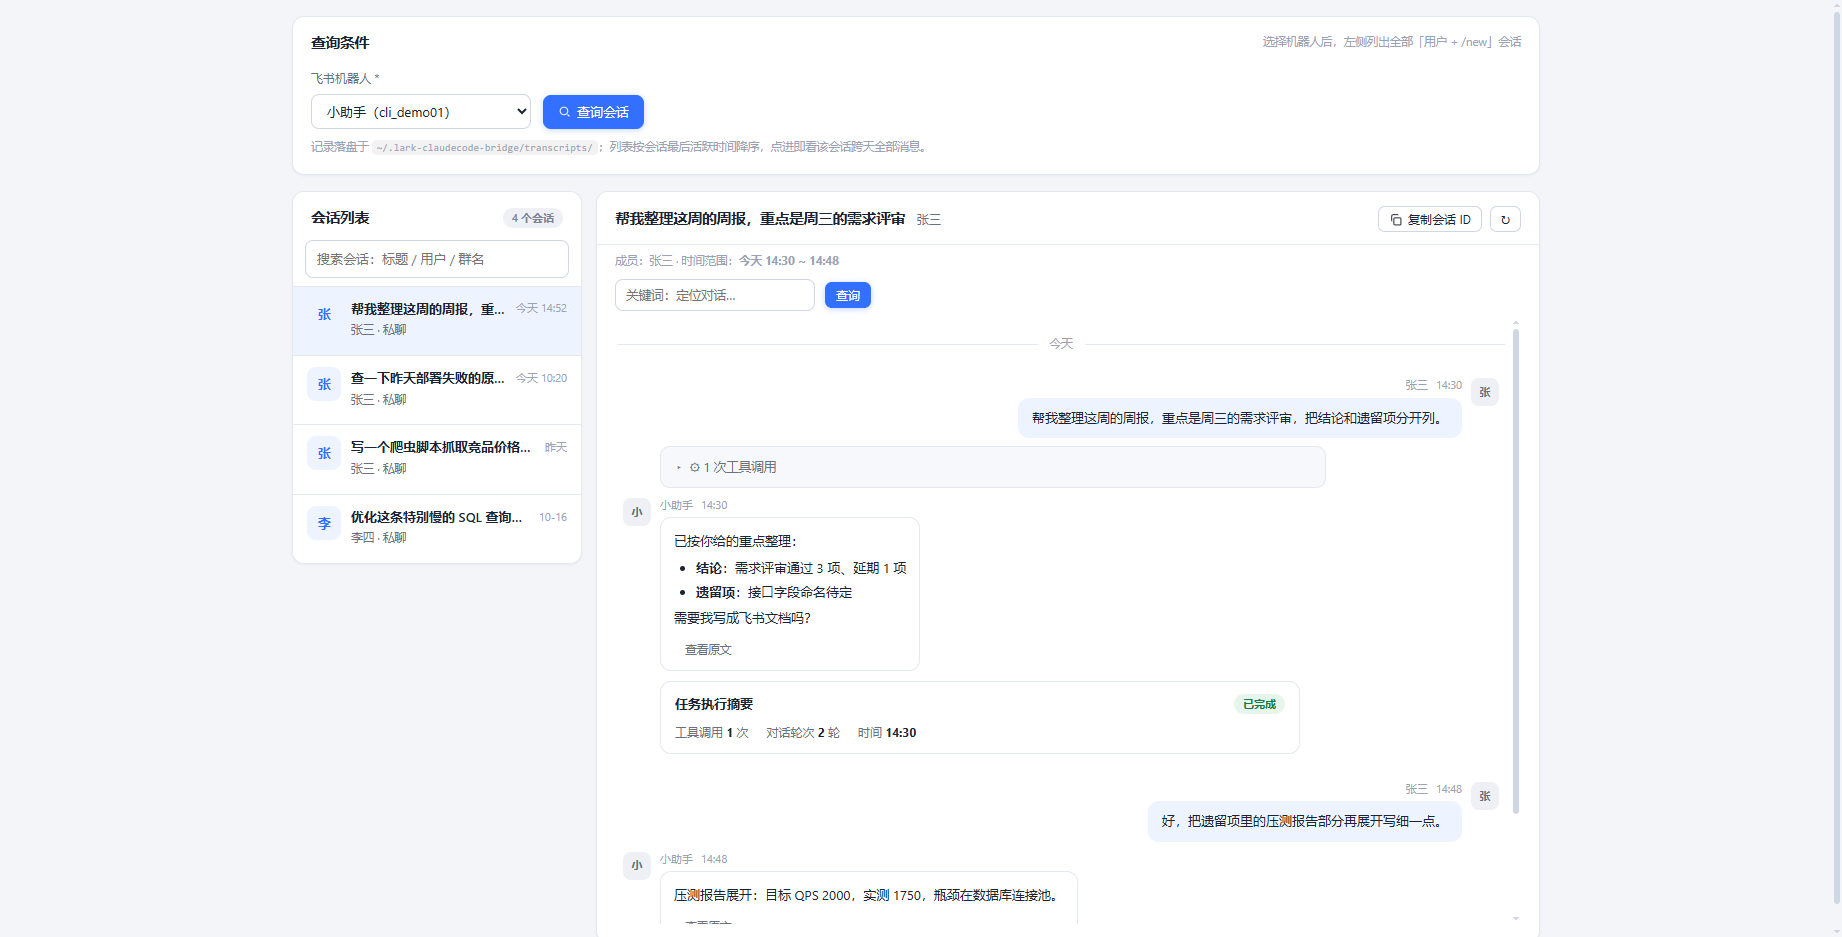 查询条件
选择机器人后，左侧列出全部「用户 + /new」会话
飞书机器人 *
小助手（cli_demo01）
查询会话
记录落盘于 ~/.lark-claudecode-bridge/transcripts/ ；列表按会话最后活跃时间降序，点进即看该会话跨天全部消息。
会话列表
4 个会话
搜索会话：标题 / 用户 / 群名
张
帮我整理这周的周报，重...
今天 14:52
张三 · 私聊
张
查一下昨天部署失败的原...
今天 10:20
张三 · 私聊
张
写一个爬虫脚本抓取竞品价格...
昨天
张三 · 私聊
李
优化这条特别慢的 SQL 查询...
10-16
李四 · 私聊
帮我整理这周的周报，重点是周三的需求评审 张三
复制会话 ID
↻
成员：张三 · 时间范围：今天 14:30 ~ 14:48
关键词：定位对话...
查询
今天
张三 14:30
张
帮我整理这周的周报，重点是周三的需求评审，把结论和遗留项分开列。
1 次工具调用
小
小助手 14:30
已按你给的重点整理：
• 结论：需求评审通过 3 项、延期 1 项
• 遗留项：接口字段命名待定
需要我写成飞书文档吗？
查看原文
任务执行摘要
已完成
工具调用 1 次 对话轮次 2 轮 时间 14:30
张三 14:48
张
好，把遗留项里的压测报告部分再展开写细一点。
小
小助手 14:48
压测报告展开：目标 QPS 2000，实测 1750，瓶颈在数据库连接池。